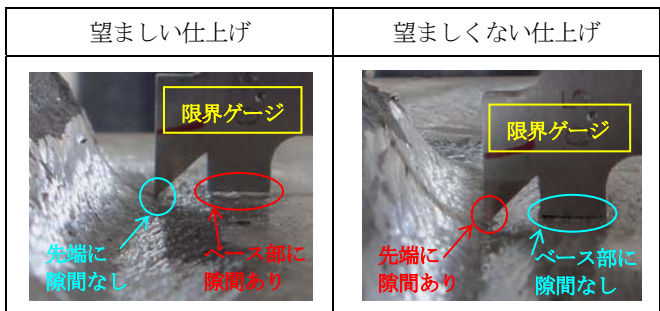 望ましい仕上げ
望ましくない仕上げ
限界ゲージ
先端に
隙間なし
ベース部に
隙間あり
限界ゲージ
先端に
隙間あり
ベース部に
隙間なし